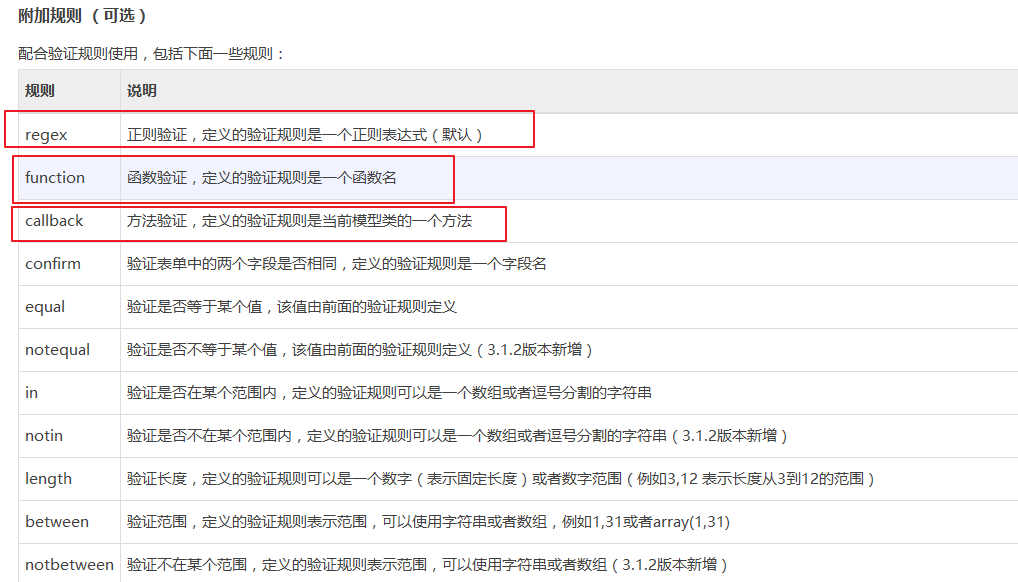 附加规则（可选）
配合验证规则使用，包括下面一些规则：
规则 说明
regex 正则验证，定义的验证规则是一个正则表达式（默认）
function 函数验证，定义的验证规则是一个函数名
callback 方法验证，定义的验证规则是当前模型类的一个方法
confirm 验证表单中的两个字段是否相同，定义的验证规则是一个字段名
equal 验证是否等于某个值，该值由前面的验证规则定义
notequal 验证是否不等于某个值，该值由前面的验证规则定义（3.1.2版本新增）
in 验证是否在某个范围内，定义的验证规则可以是一个数组或者逗号分割的字符串
notin 验证是否不在某个范围内，定义的验证规则可以是一个数组或者逗号分割的字符串（3.1.2版本新增）
length 验证长度，定义的验证规则可以是一个数字（表示固定长度）或者数字范围（例如3,12 表示长度从3到12的范围）
between 验证范围，定义的验证规则表示范围，可以使用字符串或者数组，例如1,31或者array(1,31)
notbetween 验证不在某个范围，定义的验证规则表示范围，可以使用字符串或者数组（3.1.2版本新增）